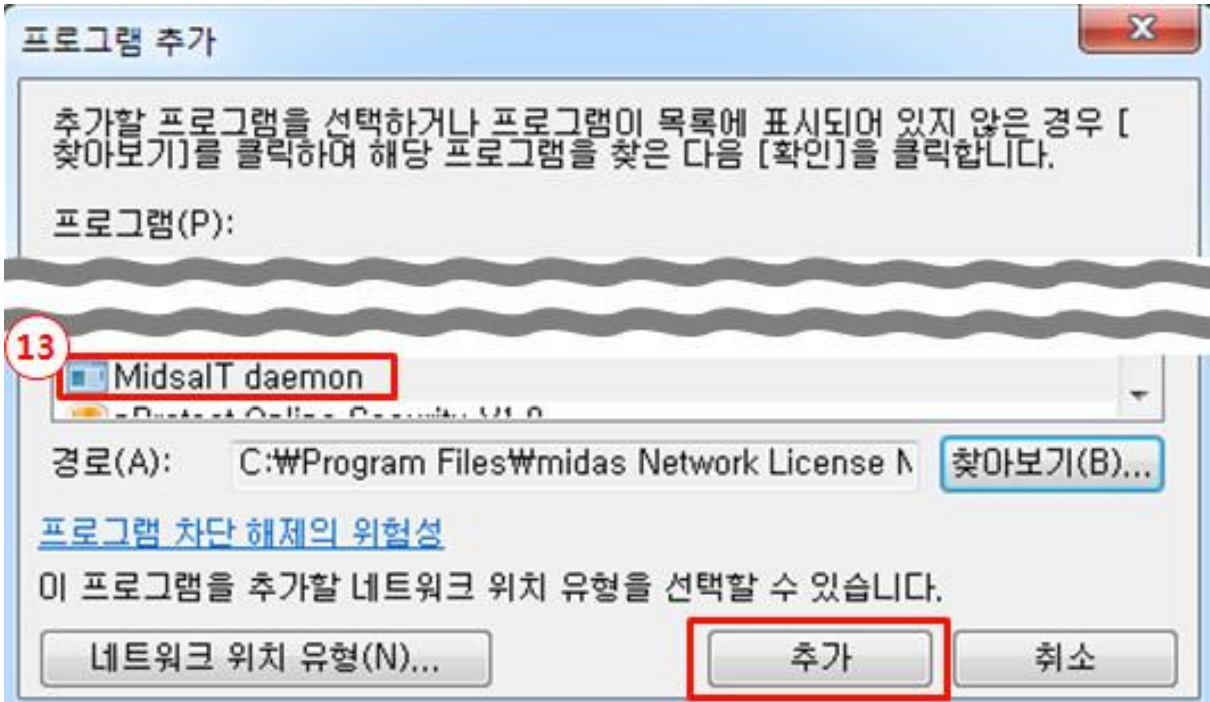 프로그램 추가
추가할 프로그램을 선택하거나 프로그램이 목록에 표시되어 있지 않은 경우 [
찾아보기]를 클릭하여 해당 프로그램을 찾은 다음 [확인]을 클릭합니다.
프로그램(P):
13
MidsaIT daemon
nProtect Online Security V1.0
경로(A): C:₩Program Files₩midas Network License 찾아보기(B)...
프로그램 차단 해제의 위험성
이 프로그램을 추가할 네트워크 위치 유형을 선택할 수 있습니다.
네트워크 위치 유형(N)... 추가 취소